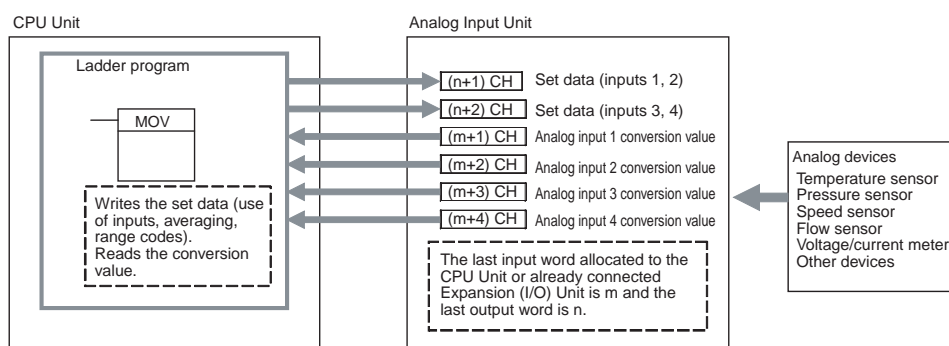 CPU Unit
Ladder program
MOV
Writes the set data (use
of inputs, averaging,
range codes).
Reads the conversion
value.
Analog Input Unit
(n+1) CH Set data (inputs 1, 2)
(n+2) CH Set data (inputs 3, 4)
(m+1) CH Analog input 1 conversion value
(m+2) CH Analog input 2 conversion value
(m+3) CH Analog input 3 conversion value
(m+4) CH Analog input 4 conversion value
The last input word allocated to the
CPU Unit or already connected
Expansion (I/O) Unit is m and the
last output word is n.
Analog devices
Temperature sensor
Pressure sensor
Speed sensor
Flow sensor
Voltage/current meter
Other devices